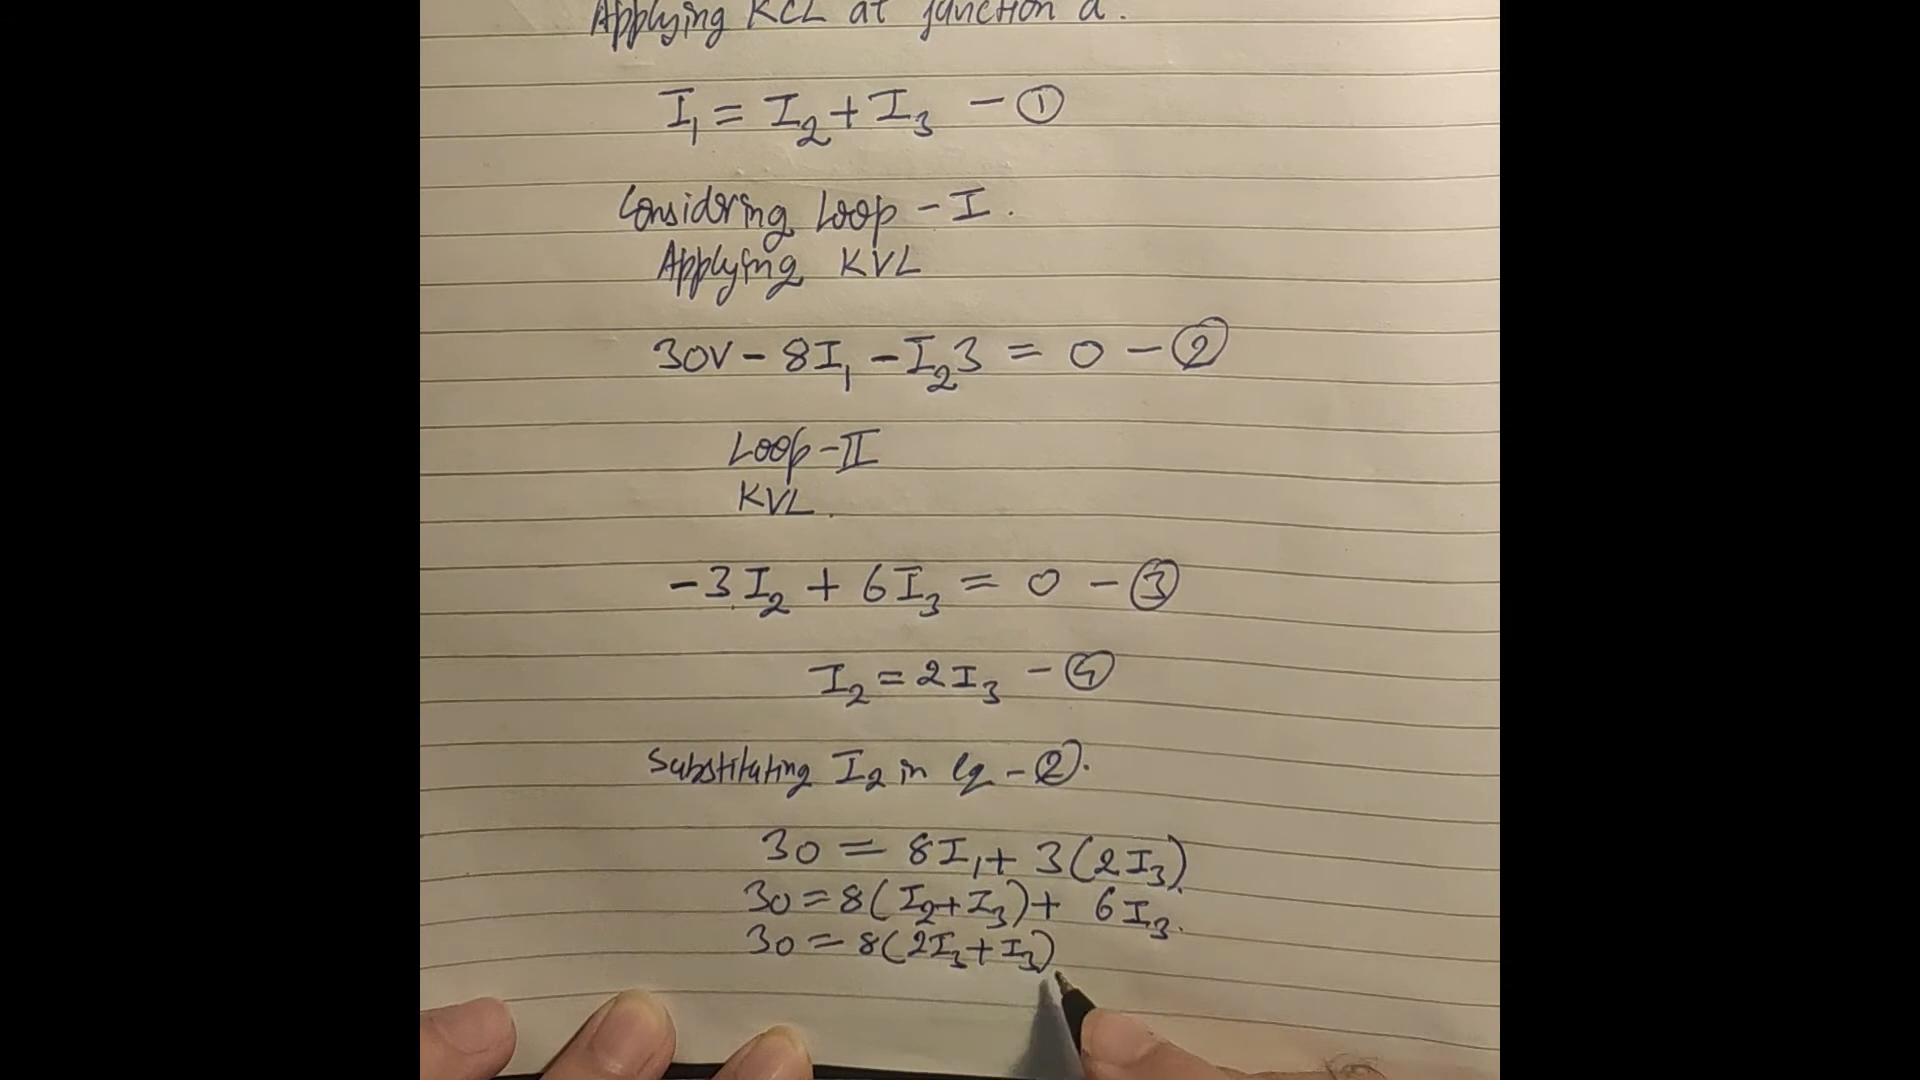 Applying KCL at junction a.
I₁ = I₂ + I₃ - ①
Considering Loop - I.
Applying KVL
30V - 8I₁ - I₂3 = 0 - ②
Loop - II
KVL.
-3I₂ + 6I₃ = 0 - ③
I₂ = 2I₃ - ④
Substituting I₂ in eq - ②.
30 = 8I₁ + 3(2I₃).
30 = 8(I₂ + I₃) + 6I₃.
30 = 8(2I₃ + I₃)